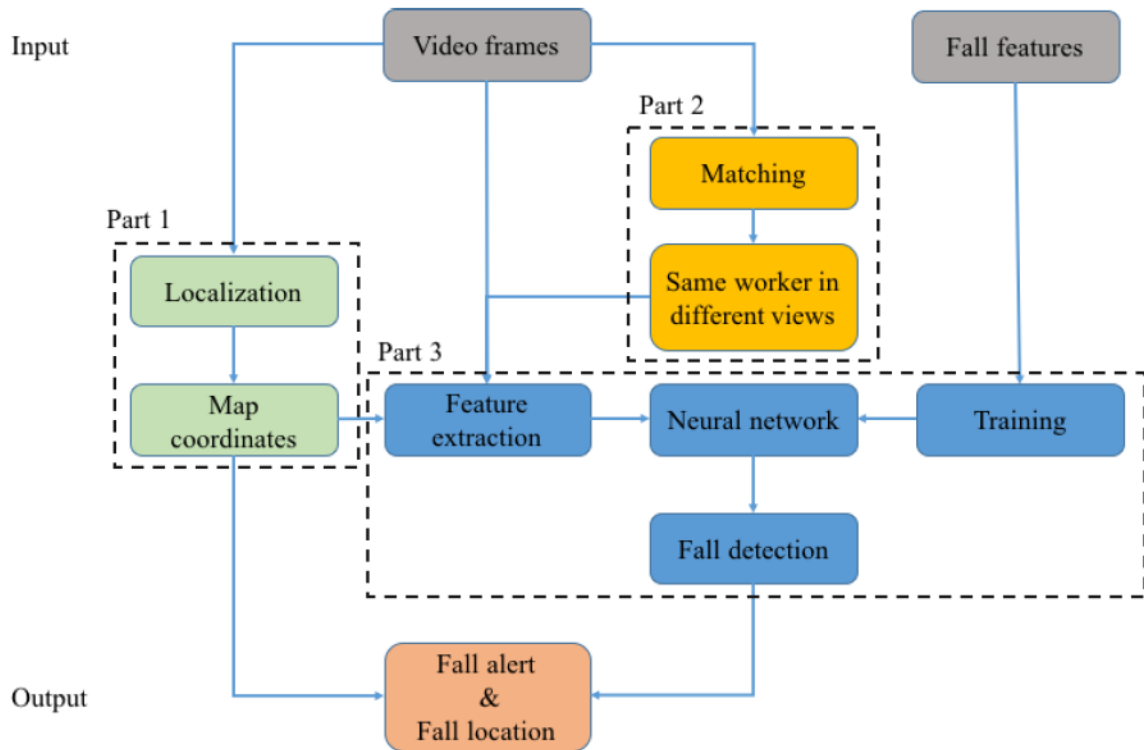 Input
Video frames
Fall features
Part 2
Matching
Part 1
Same worker in
different views
Localization
Part 3
Map
coordinates
Feature
extraction
Neural network
Training
Fall detection
Fall alert
&
Fall location
Output